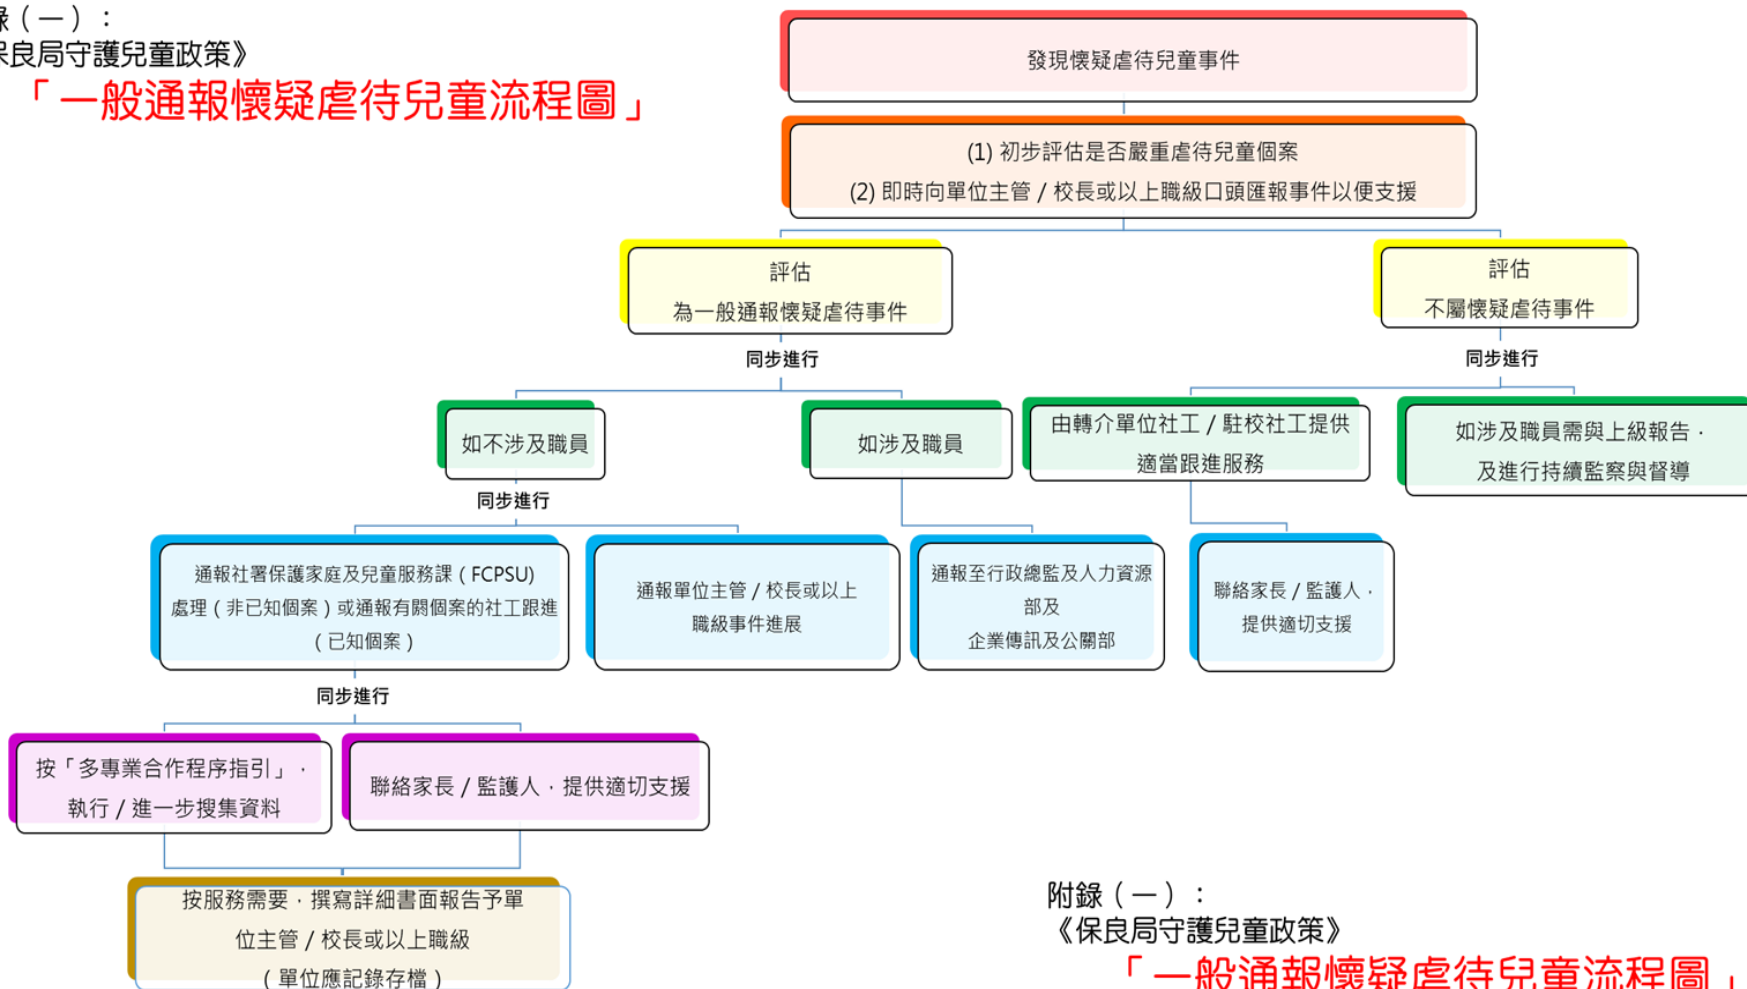 錄（一）：
保良局守護兒童政策》
「一般通報懷疑虐待兒童流程圖」
發現懷疑虐待兒童事件
(1) 初步評估是否嚴重虐待兒童個案
(2) 即時向單位主管 / 校長或以上職級口頭匯報事件以便支援
評估
為一般通報懷疑虐待事件
評估
不屬懷疑虐待事件
同步進行
同步進行
如不涉及職員
如涉及職員
由轉介單位社工 / 駐校社工提供
適當跟進服務
如涉及職員需與上級報告，
及進行持續監察與督導
同步進行
通報社署保護家庭及兒童服務課（FCPSU)
處理（非已知個案）或通報有關個案的社工跟進
（已知個案）
通報單位主管 / 校長或以上
職級事件進展
通報至行政總監及人力資源
部及
企業傳訊及公關部
聯絡家長 / 監護人，
提供適切支援
同步進行
按「多專業合作程序指引」，
執行 / 進一步搜集資料
聯絡家長 / 監護人，提供適切支援
按服務需要，撰寫詳細書面報告予單
位主管 / 校長或以上職級
（單位應記錄存檔）
附錄（一）：
《保良局守護兒童政策》
「一般通報懷疑虐待兒童流程圖」